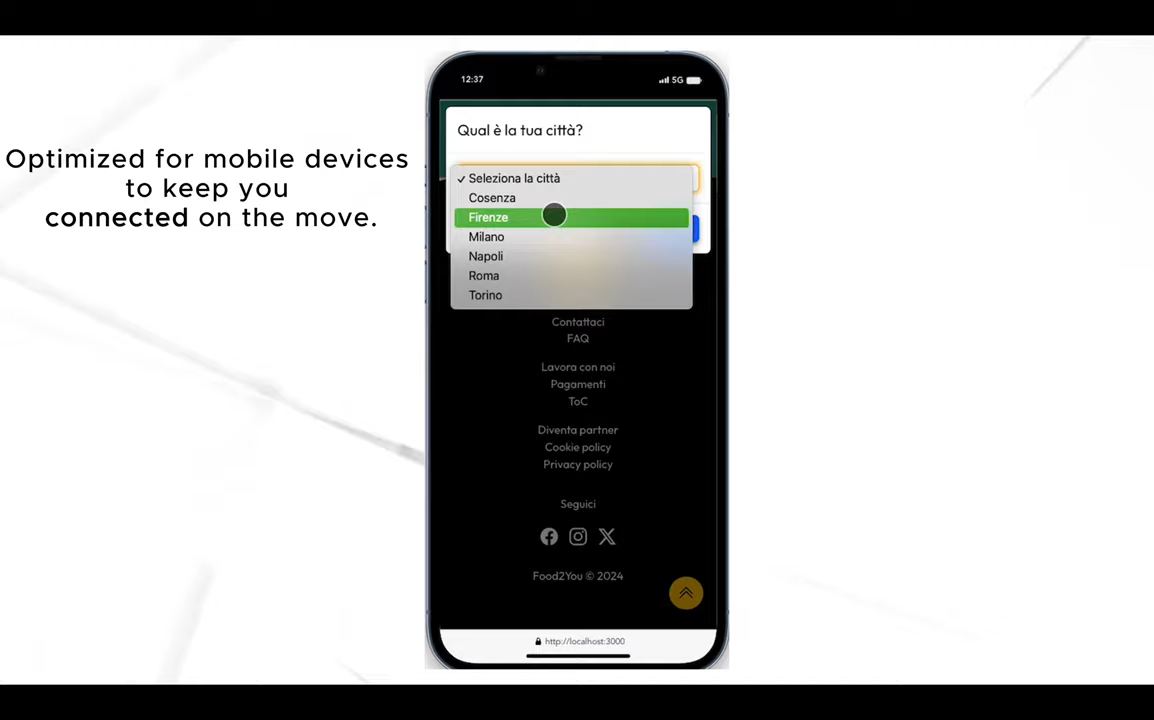 Optimized for mobile devices
to keep you
connected on the move.
12:37
5G
Qual è la tua città?
✓ Seleziona la città
Cosenza
Firenze
Milano
Napoli
Roma
Torino
Contattaci
FAQ
Lavora con noi
Pagamenti
ToC
Diventa partner
Cookie policy
Privacy policy
Seguici
Food2You © 2024
http://localhost:3000